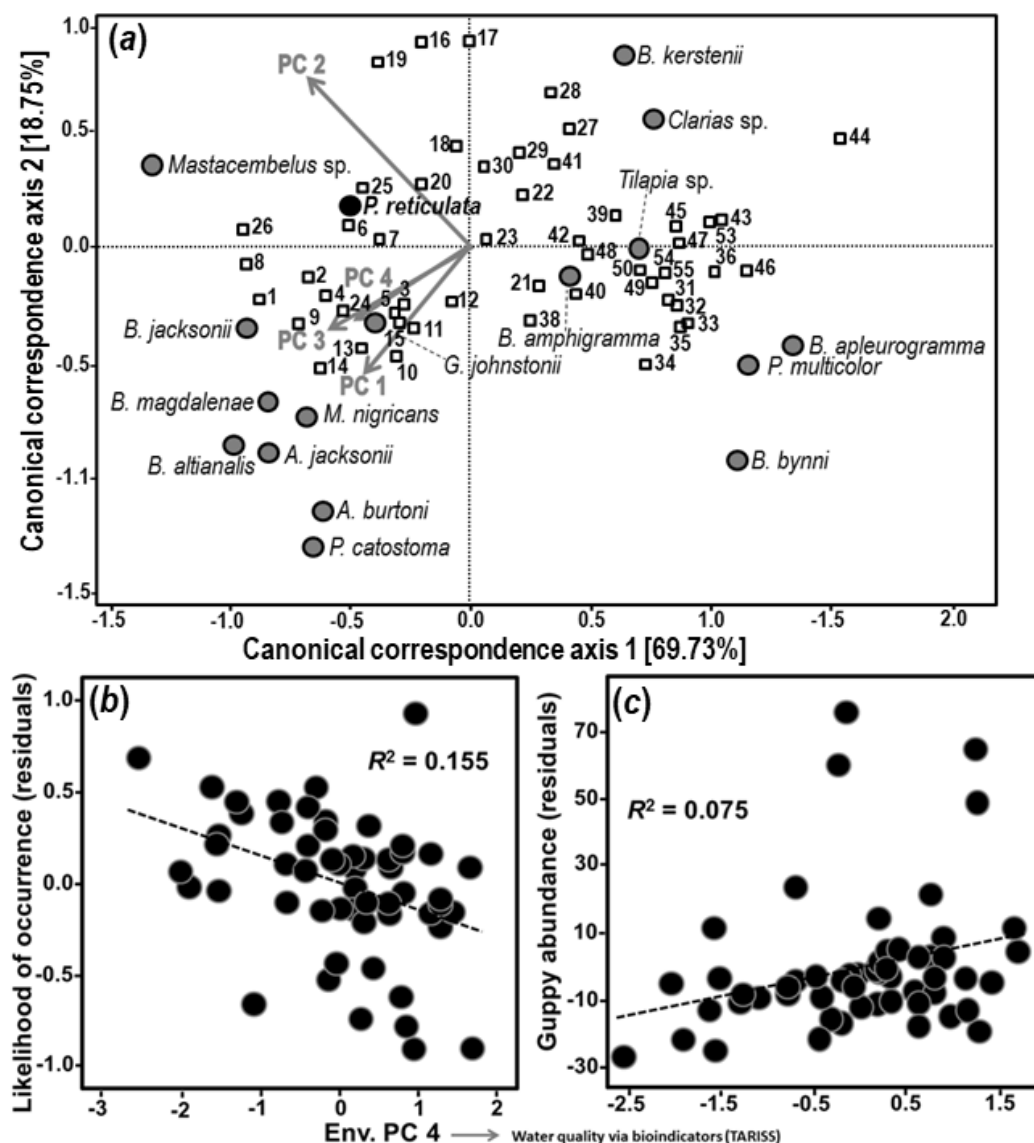 (a)
Canonical correspondence axis 2 [18.75%]
1.0
0.5
0.0
-0.5
-1.1
-1.5
16 17
19
PC 2
B. kerstenii
28
27
Clarias sp.
44
18
29
30 41
Mastacembelus sp.
Tilapia sp.
25 20
22
P. reticulata
39
45 43
26 6
7 23 42
47 53
8
48
54 36
2
PC 4
50 55 46
1 4 24 5 3 12 21 40 49 31
9
32
B. jacksonii
PC 3
11
38
B. amphigramma
33
35
13 15
G. johnstonii
34
B. apleurogramma
14
10
PC 1
P. multicolor
B. magdalenae
M. nigricans
B. altianalis
A. jacksonii
B. bynni
A. burtoni
P. catostoma
-1.5 -1.0 -0.5 0.0 0.5 1.0 -1.5 2.0
Canonical correspondence axis 1 [69.73%]
(b)
Likelihood of occurrence (residuals)
1.0
0.5
0.0
-0.5
-1.0
R² = 0.155
-3 -2 -1 0 1 2
Env. PC 4
Water quality via bioindicators [TARISS]
(c)
Guppy abundance (residuals)
70
50
30
10
-10
-30
R² = 0.075
-2.5 -1.5 -0.5 0.5 1.5